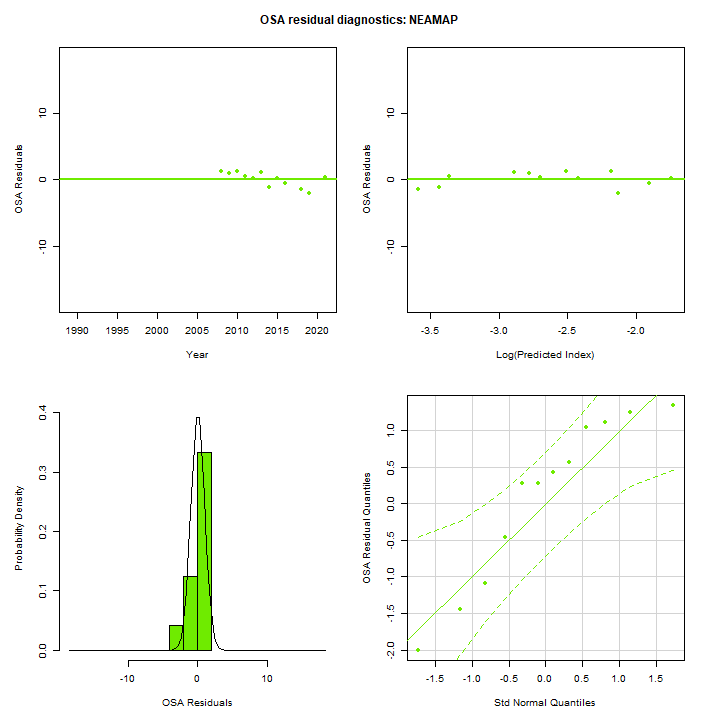 OSA residual diagnostics: NEAMAP
OSA Residuals
10
0
-10
1990 1995 2000 2005 2010 2015 2020
Year
OSA Residuals
10
0
-10
-3.5 -3.0 -2.5 -2.0
Log(Predicted Index)
Probability Density
0.4
0.3
0.2
0.1
0.0
-10 0 10
OSA Residuals
OSA Residual Quantiles
1.0
0.5
0.0
-0.5
-1.0
-1.5
-2.0
-1.5 -1.0 -0.5 0.0 0.5 1.0 1.5
Std Normal Quantiles